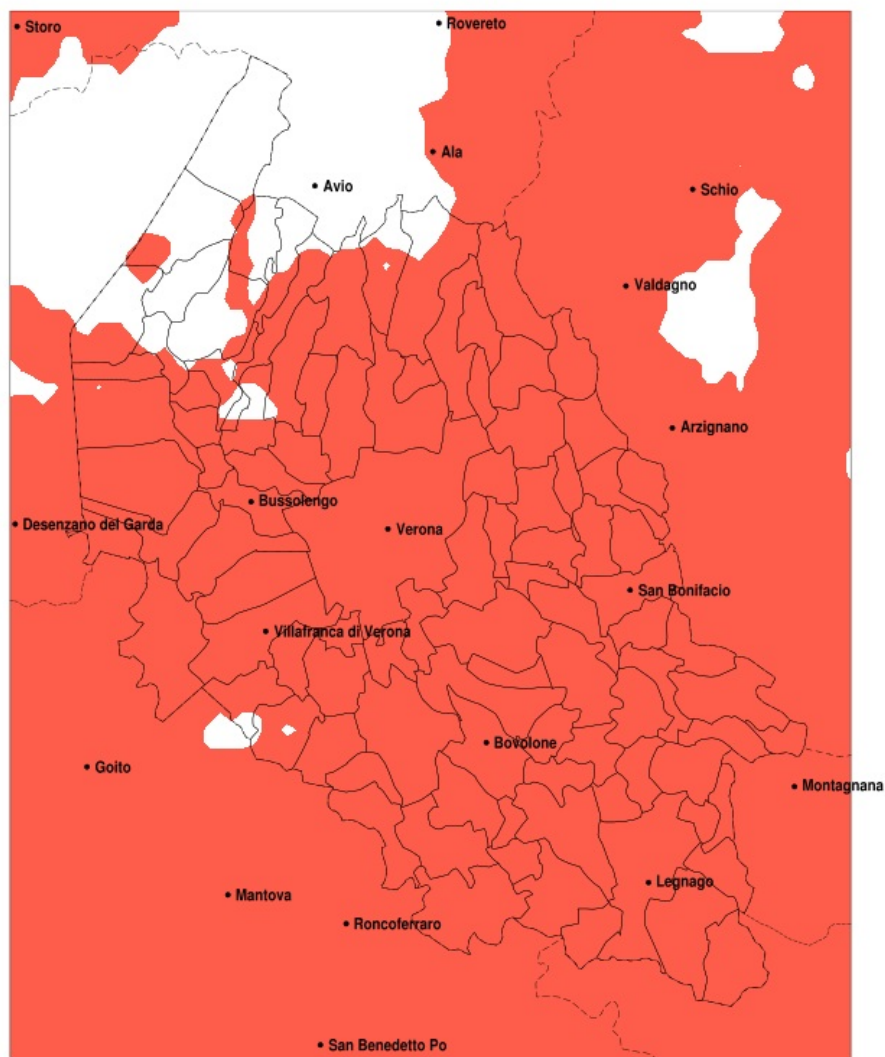 Storo
Rovereto
Ala
Avio
Schio
Valdagno
Arzignano
Bussolengo
Desenzano del Garda
Verona
San Bonifacio
Villafranca di Verona
Bovolone
Goito
Montagnana
Legnago
Mantova
Roncoferraro
San Benedetto Po